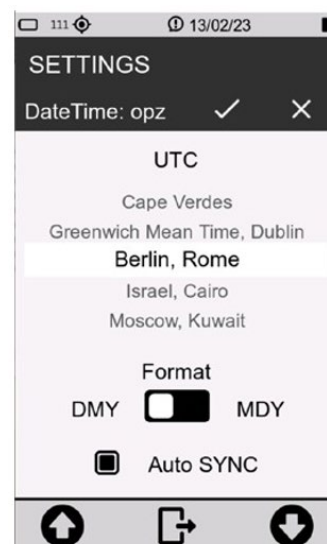 111 13/02/23
SETTINGS
DateTime: opz
UTC
Cape Verdes
Greenwich Mean Time, Dublin
Berlin, Rome
Israel, Cairo
Moscow, Kuwait
Format
DMY MDY
Auto SYNC